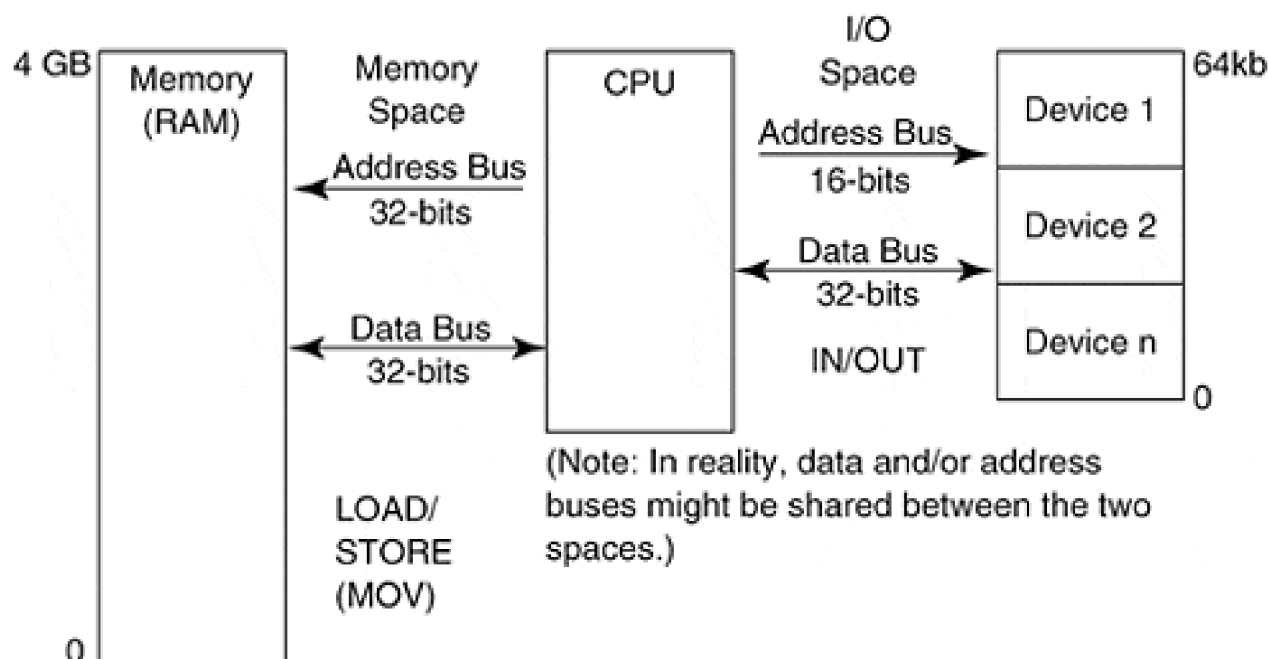 4 GB
Memory
(RAM)
0
Memory
Space
Address Bus
32-bits
Data Bus
32-bits
LOAD/
STORE
(MOV)
CPU
I/O
Space
Address Bus
16-bits
Data Bus
32-bits
IN/OUT
64kb
Device 1
Device 2
Device n
0
(Note: In reality, data and/or address
buses might be shared between the two
spaces.)